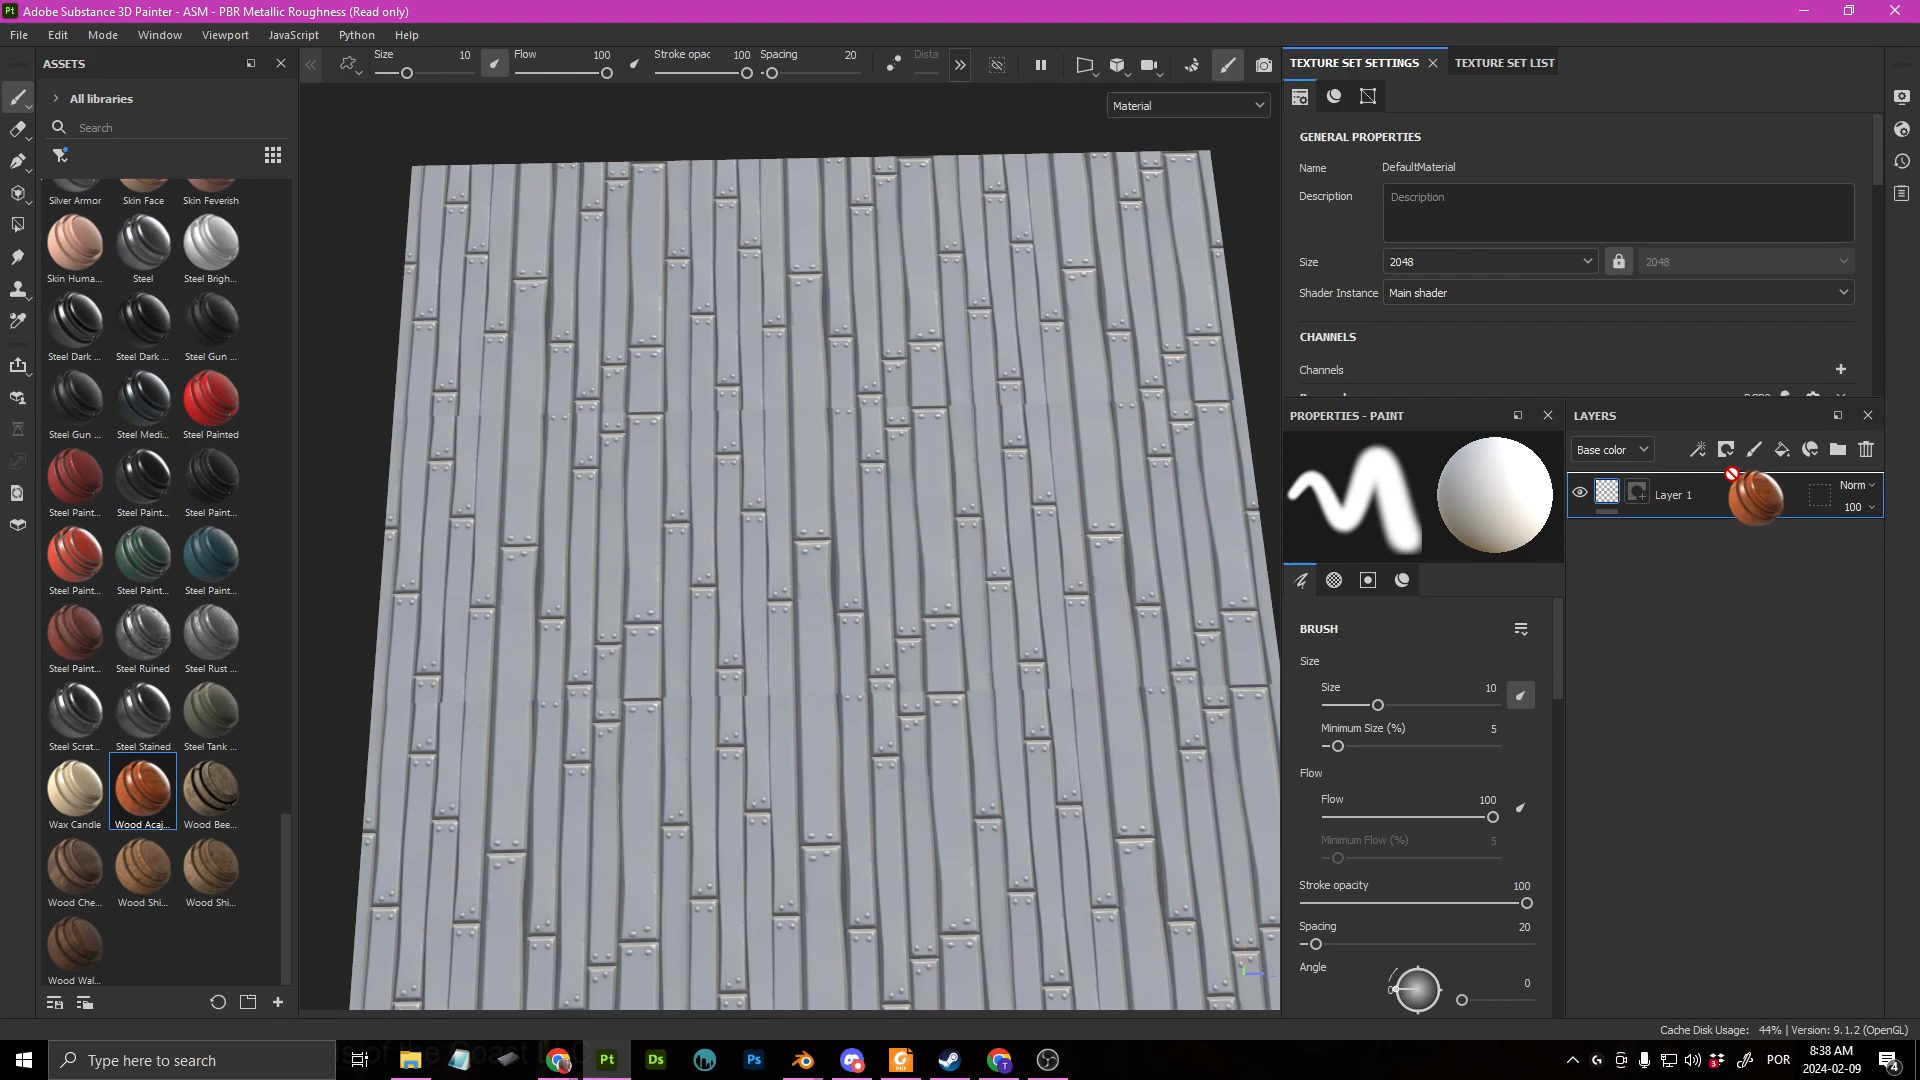 Pt Adobe Substance 3D Painter - ASM - PBR Metallic Roughness (Read only)
File Edit Mode Window Viewport JavaScript Python Help
ASSETS
All libraries
Search
Silver Armor Skin Face Skin Feverish
Skin Huma... Steel Steel Brigh...
Steel Dark ... Steel Dark ... Steel Gun ...
Steel Gun ... Steel Medi... Steel Painted
Steel Paint... Steel Paint... Steel Paint...
Steel Paint... Steel Paint... Steel Paint...
Steel Paint... Steel Ruined Steel Rust ...
Steel Scrat... Steel Stained Steel Tank ...
Wax Candle Wood Acaj... Wood Bee...
Wood Che... Wood Shi... Wood Shi...
Wood Wal...
Size 10 Flow 100 Stroke opac 100 Spacing 20 Dista
Material
TEXTURE SET SETTINGS TEXTURE SET LIST
GENERAL PROPERTIES
Name DefaultMaterial
Description Description
Size 2048 2048
Shader Instance Main shader
CHANNELS
Channels
PROPERTIES - PAINT
BRUSH
Size
Size 10
Minimum Size (%) 5
Flow
Flow 100
Minimum Flow (%) 5
Stroke opacity 100
Spacing 20
Angle 0 0
LAYERS
Base color
Layer 1 Norm
100
Cache Disk Usage: 44% | Version: 9.1.2 (OpenGL)
Type here to search
Pt Ds Ps
POR
8:38 AM
2024-02-09
4